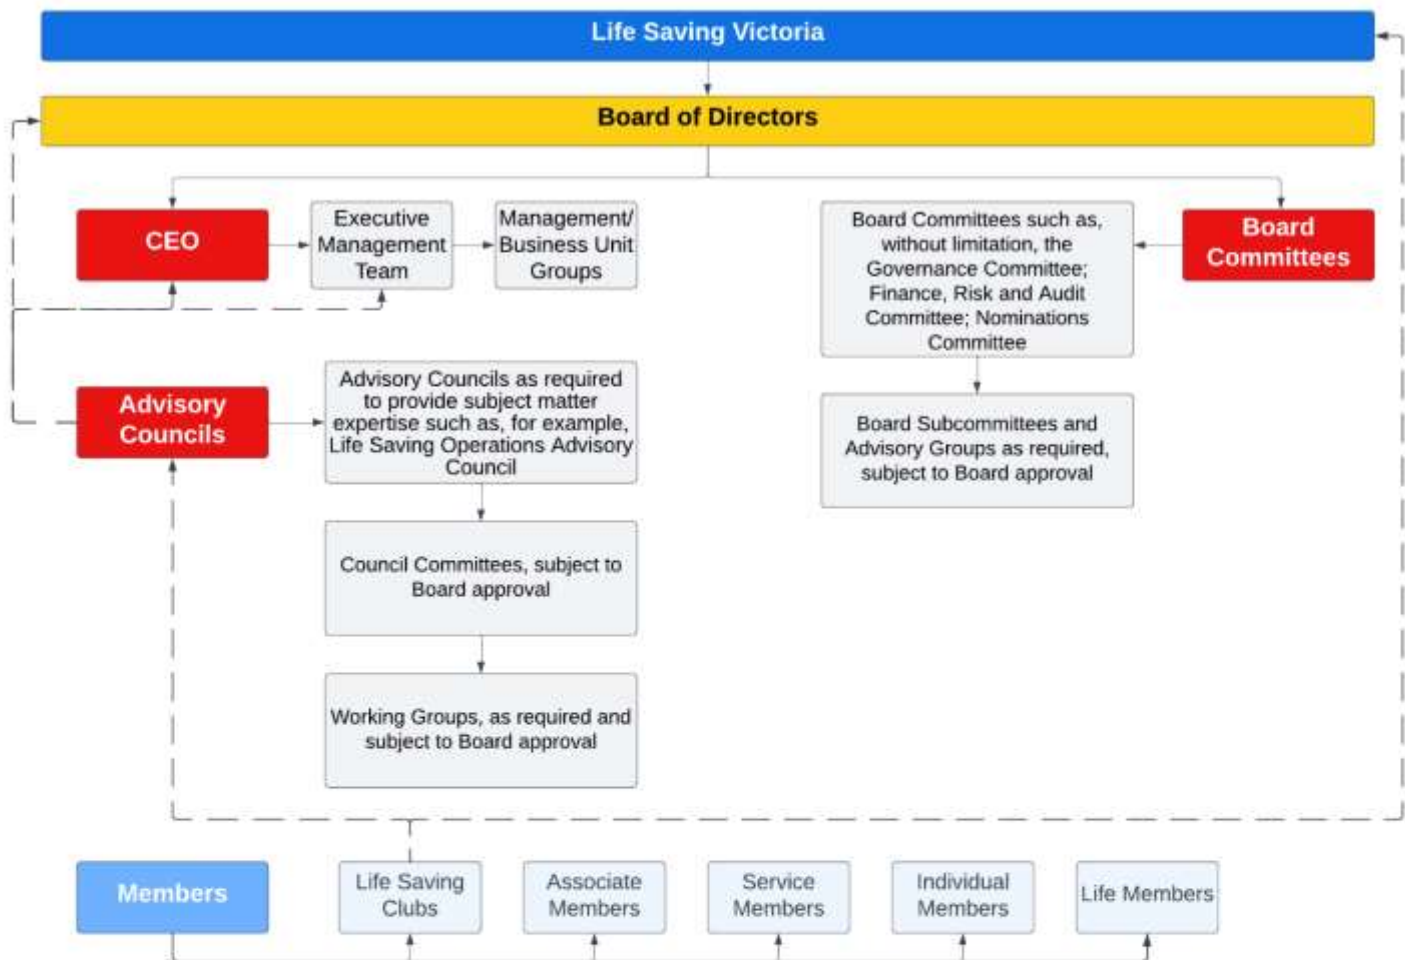 Life Saving Victoria
Board of Directors
CEO
Executive
Management
Team
Management/
Business Unit
Groups
Board Committees such as,
without limitation, the
Governance Committee;
Finance, Risk and Audit
Committee; Nominations
Committee
Board
Committees
Advisory
Councils
Advisory Councils as required
to provide subject matter
expertise such as, for example,
Life Saving Operations Advisory
Council
Board Subcommittees and
Advisory Groups as required,
subject to Board approval
Council Committees, subject to
Board approval
Working Groups, as required and
subject to Board approval
Members
Life Saving
Clubs
Associate
Members
Service
Members
Individual
Members
Life Members